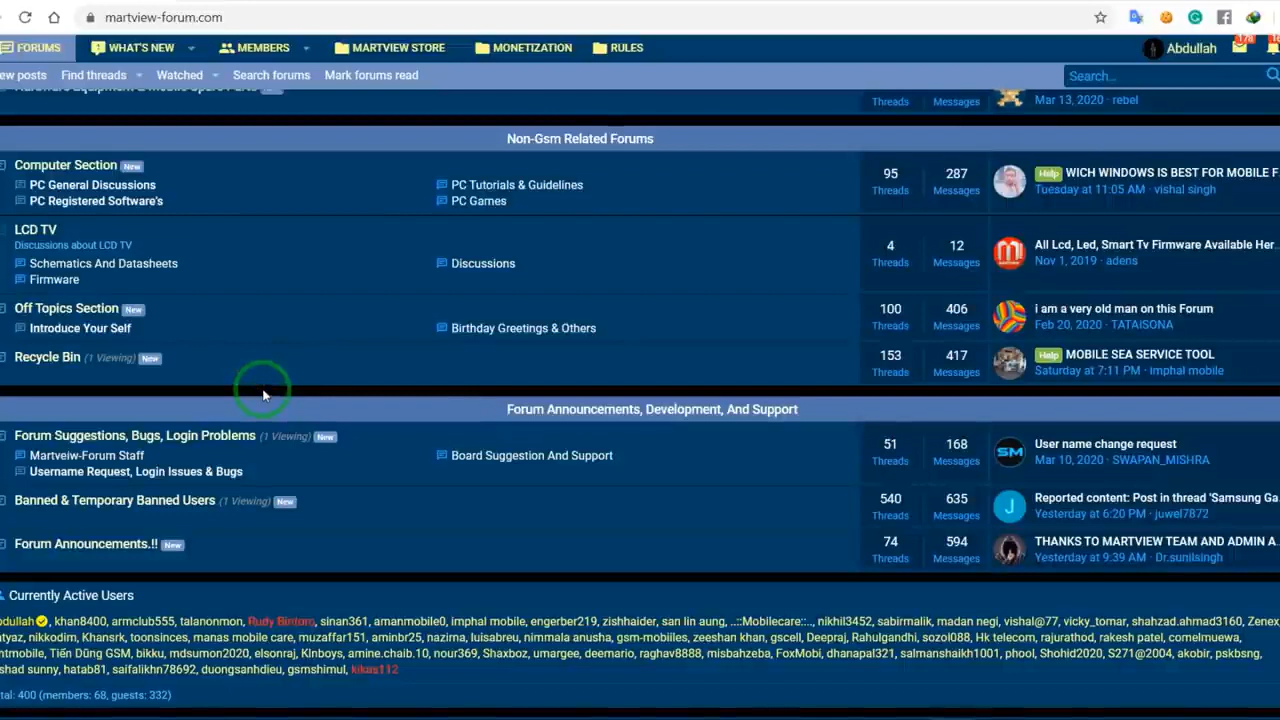 martview-forum.com
FORUMS WHAT'S NEW MEMBERS MARTVIEW STORE MONETIZATION RULES Abdullah
ew posts Find threads Watched Search forums Mark forums read Search...
Threads Messages Mar 13, 2020 · rebel
Non-Gsm Related Forums
Computer Section New
PC General Discussions PC Tutorials & Guidelines
PC Registered Software's PC Games
95 287 Help WICH WINDOWS IS BEST FOR MOBILE F
Threads Messages Tuesday at 11:05 AM · vishal singh
LCD TV
Discussions about LCD TV
Schematics And Datasheets Discussions
Firmware
4 12 All Lcd, Led, Smart Tv Firmware Available Her
Threads Messages Nov 1, 2019 · adens
Off Topics Section New
Introduce Your Self Birthday Greetings & Others
100 406 i am a very old man on this Forum
Threads Messages Feb 20, 2020 · TATAISONA
Recycle Bin (1 Viewing) New
153 417 Help MOBILE SEA SERVICE TOOL
Threads Messages Saturday at 7:11 PM · imphal mobile
Forum Announcements, Development, And Support
Forum Suggestions, Bugs, Login Problems (1 Viewing) New
Martveiw-Forum Staff Board Suggestion And Support
Username Request, Login Issues & Bugs
51 168 User name change request
Threads Messages SM Mar 10, 2020 · SWAPAN_MISHRA
Banned & Temporary Banned Users (1 Viewing) New
540 635 Reported content: Post in thread 'Samsung Ga
Threads Messages J Yesterday at 6:20 PM · juwel7872
Forum Announcements.!! New
74 594 THANKS TO MARTVIEW TEAM AND ADMIN A
Threads Messages Yesterday at 9:39 AM · Dr.sunilsingh
Currently Active Users
bdullah, khan8400, armclub555, talanonmon, Rudy Bintoro, sinan361, amanmobile0, imphal mobile, engerber219, zishhaider, san lin aung, ..::Mobilecare::.., nikhil3452, sabirmalik, madan negi, vishal@77, vicky_tomar, shahzad.ahmad3160, Zenex
atyaz, nikkodim, Khansrk, toonsinces, manas mobile care, muzaffar151, aminbr25, nazima, luisabreu, nimmala anusha, gsm-mobiiles, zeeshan khan, gscell, Deepraj, Rahulgandhi, sozol088, Hk telecom, rajurathod, rakesh patel, comelmuewa,
ntmobile, Tiến Dũng GSM, bikku, mdsumon2020, elsonraj, Klnboys, amine.chaib.10, nour369, Shaxboz, umargee, deemario, raghav8888, misbahzeba, FoxMobi, dhanapal321, salmanshaikh1001, phool, Shohid2020, S271@2004, akobir, pskbsng,
shad sunny, hatab81, saifalikhn78692, duongsanhdieu, gsmshimul, kikos112
tal: 400 (members: 68, guests: 332)